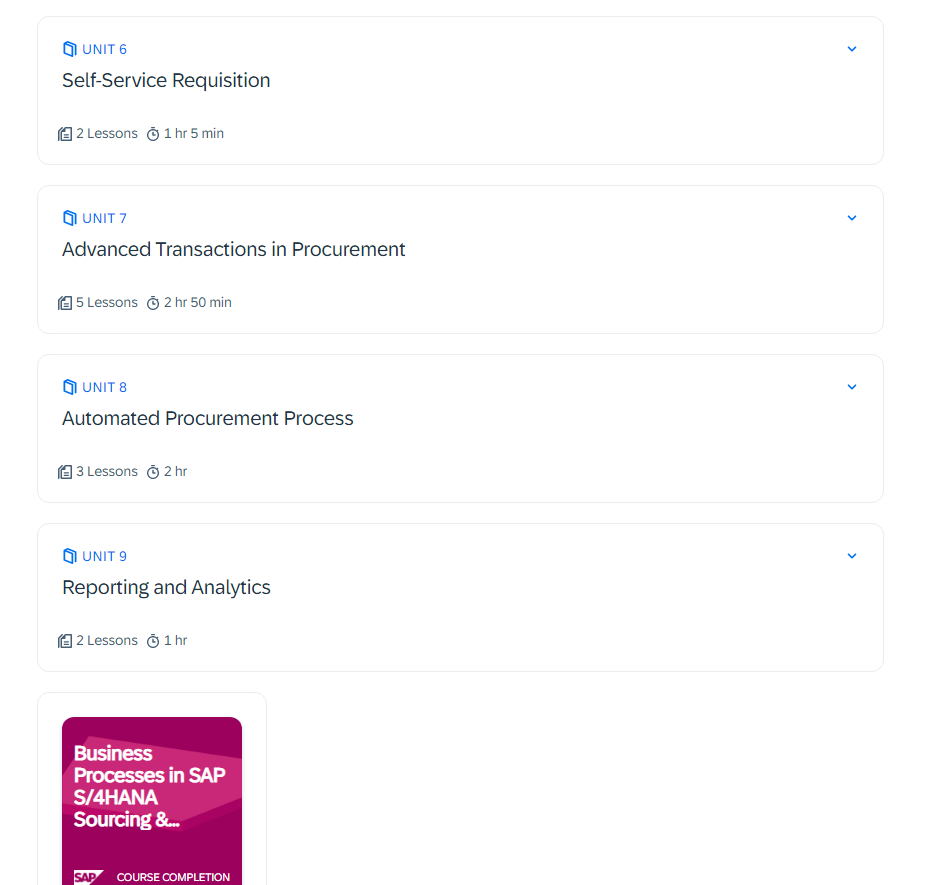 UNIT 6
Self-Service Requisition
2 Lessons 1 hr 5 min
UNIT 7
Advanced Transactions in Procurement
5 Lessons 2 hr 50 min
UNIT 8
Automated Procurement Process
3 Lessons 2 hr
UNIT 9
Reporting and Analytics
2 Lessons 1 hr
Business
Processes in SAP
S/4HANA
Sourcing &...
SAP COURSE COMPLETION